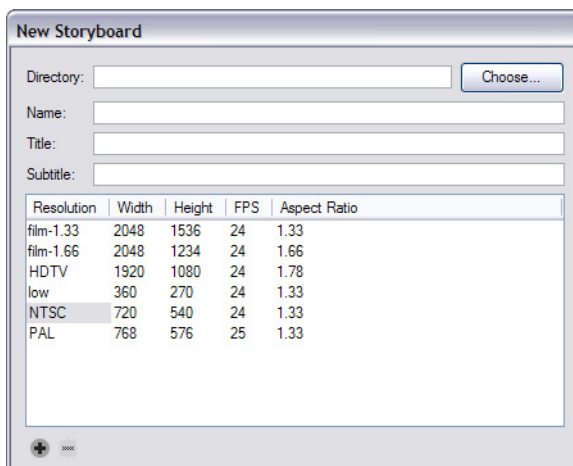 New Storyboard
Directory: Choose...
Name:
Title:
Subtitle:
Resolution Width Height FPS Aspect Ratio
film-1.33 2048 1536 24 1.33
film-1.66 2048 1234 24 1.66
HDTV 1920 1080 24 1.78
low 360 270 24 1.33
NTSC 720 540 24 1.33
PAL 768 576 25 1.33